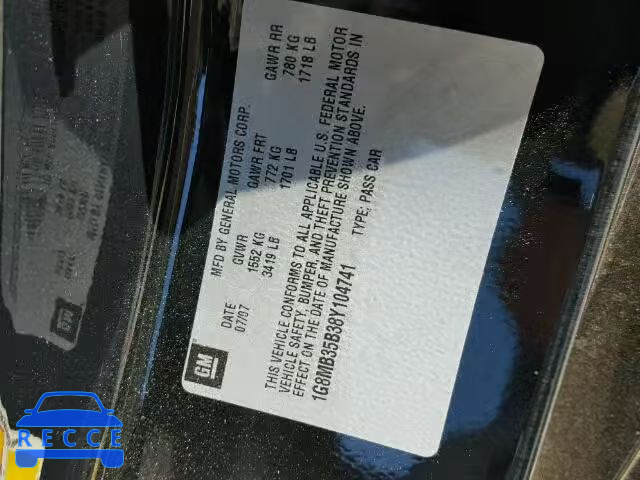 MFD BY GENERAL MOTORS CORP.
DATE GVWR GAWR FRT GAWR RR
07/07 1552 KG 772 KG 780 KG
3419 LB 1701 LB 1718 LB
THIS VEHICLE CONFORMS TO ALL APPLICABLE U.S. FEDERAL MOTOR
VEHICLE SAFETY, BUMPER, AND THEFT PREVENTION STANDARDS IN
EFFECT ON THE DATE OF MANUFACTURE SHOWN ABOVE.
1G8MB35B38Y104741 TYPE: PASS CAR
GM
RECCE